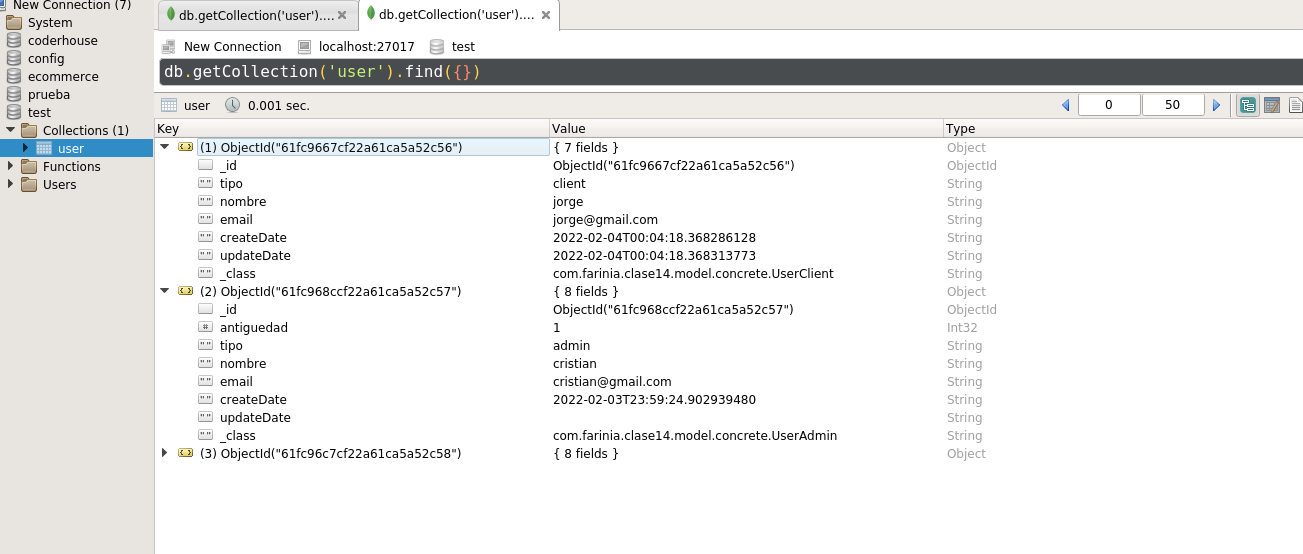 New Connection (7)
System
coderhouse
config
ecommerce
prueba
test
Collections (1)
user
Functions
Users
db.getCollection('user').... db.getCollection('user')....
New Connection localhost:27017 test
db.getCollection('user').find({})
user 0.001 sec. 0 50
Key Value Type
(1) ObjectId("61fc9667cf22a61ca5a52c56") { 7 fields } Object
_id ObjectId("61fc9667cf22a61ca5a52c56") ObjectId
tipo client String
nombre jorge String
email jorge@gmail.com String
createDate 2022-02-04T00:04:18.368286128 String
updateDate 2022-02-04T00:04:18.368313773 String
_class com.farinia.clase14.model.concrete.UserClient String
(2) ObjectId("61fc968ccf22a61ca5a52c57") { 8 fields } Object
_id ObjectId("61fc968ccf22a61ca5a52c57") ObjectId
antiguedad 1 Int32
tipo admin String
nombre cristian String
email cristian@gmail.com String
createDate 2022-02-03T23:59:24.902939480 String
updateDate String
_class com.farinia.clase14.model.concrete.UserAdmin String
(3) ObjectId("61fc96c7cf22a61ca5a52c58") { 8 fields } Object